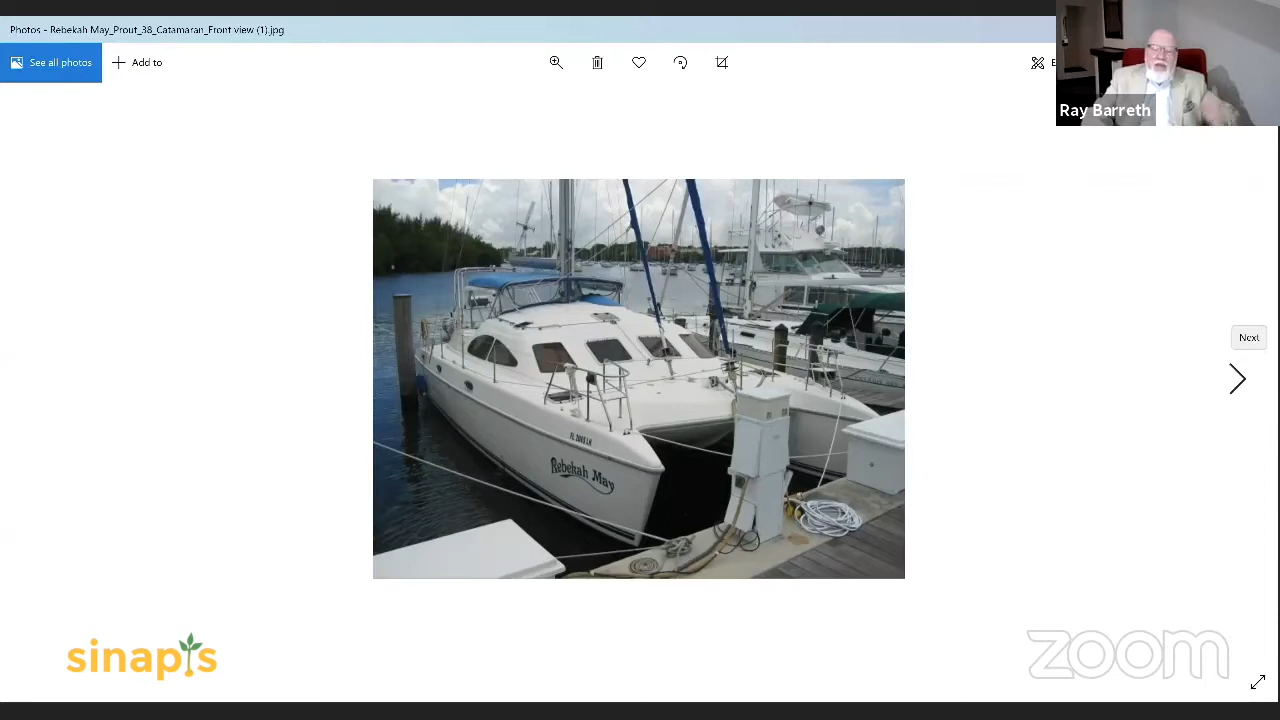 Photos - Rebekah May_Prout_38_Catamaran_Front view (1).jpg
See all photos
Add to
Ray Barreth
Next
Rebekah May
sinapis
zoom